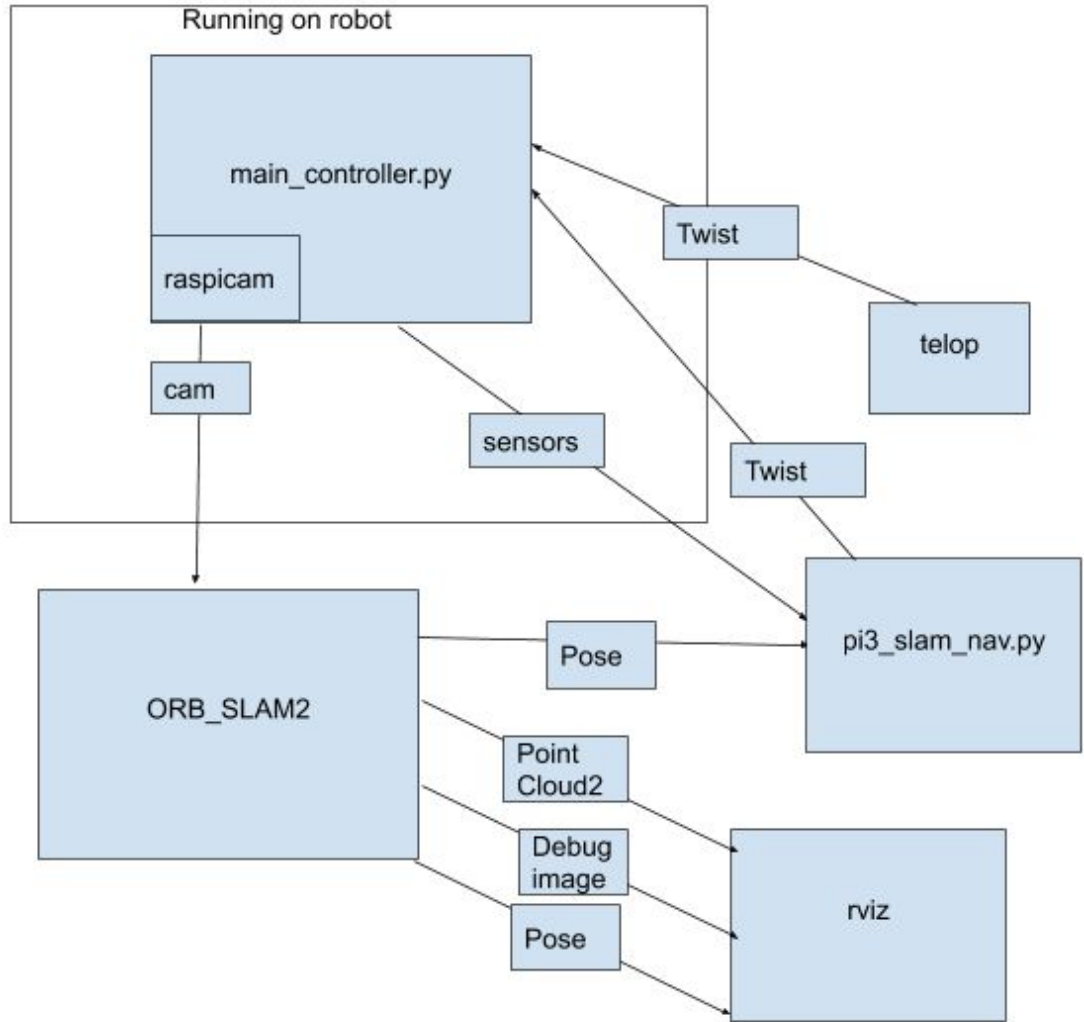 Running on robot
main_controller.py
raspicam
Twist
telop
cam
sensors
Twist
pi3_slam_nav.py
Pose
ORB_SLAM2
Point
Cloud2
Debug
image
rviz
Pose